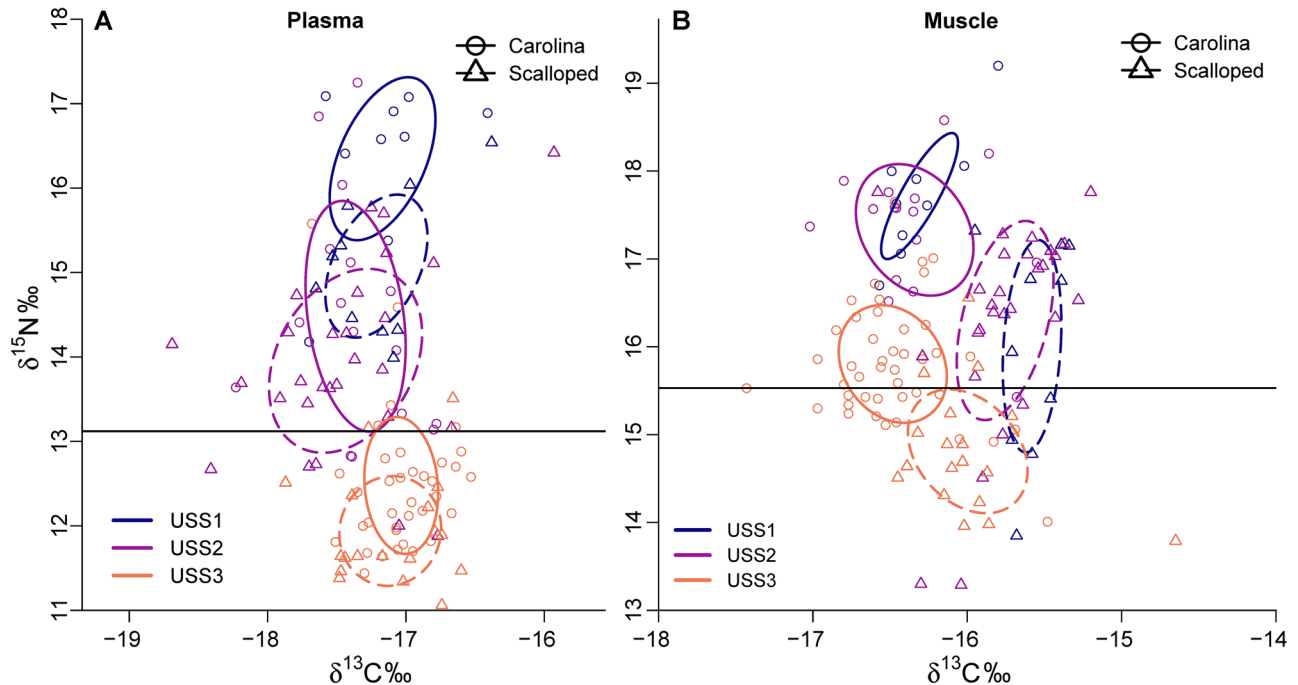 A Plasma
Carolina
Scalloped
18
17
16
15
14
13
12
11
δ15N‰
USS1
USS2
USS3
−19 −18 −17 −16
δ13C‰
B Muscle
Carolina
Scalloped
19
18
17
16
15
14
13
USS1
USS2
USS3
−18 −17 −16 −15 −14
δ13C‰